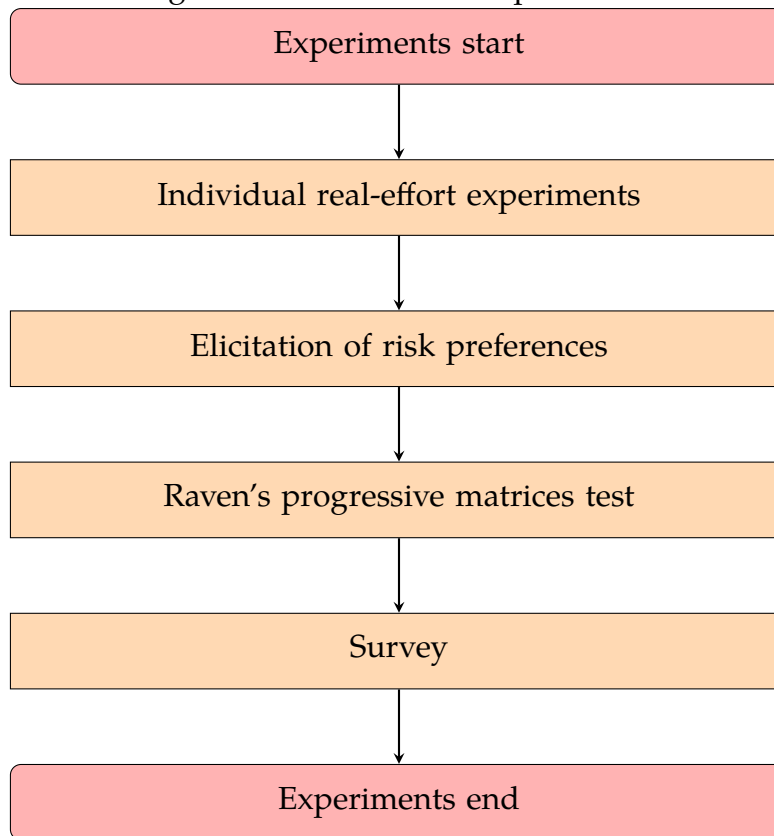 Experiments start
Individual real-effort experiments
Elicitation of risk preferences
Raven's progressive matrices test
Survey
Experiments end